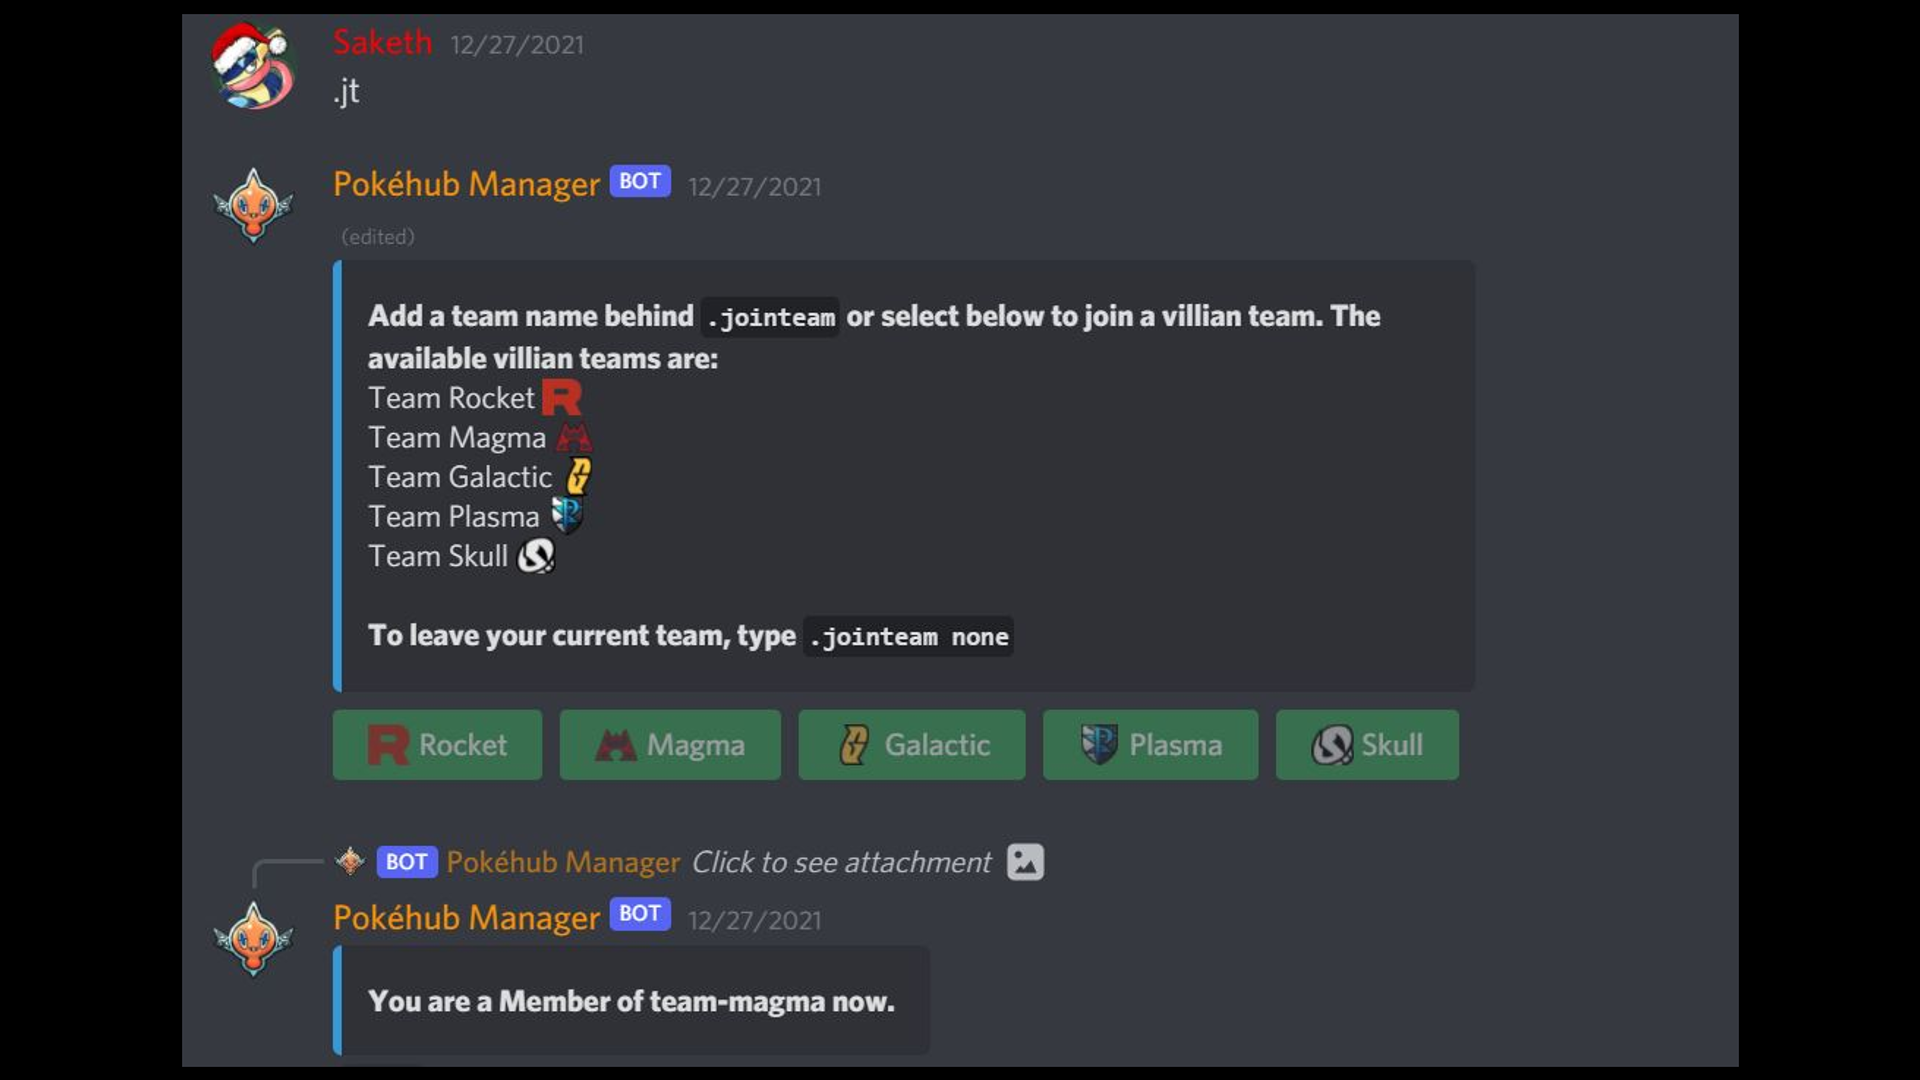 Saketh 12/27/2021
.jt
Pokéhub Manager BOT 12/27/2021
(edited)
Add a team name behind .jointeam or select below to join a villian team. The
available villian teams are:
Team Rocket
Team Magma
Team Galactic
Team Plasma
Team Skull
To leave your current team, type .jointeam none
Rocket Magma Galactic Plasma Skull
BOT Pokéhub Manager Click to see attachment
Pokéhub Manager BOT 12/27/2021
You are a Member of team-magma now.